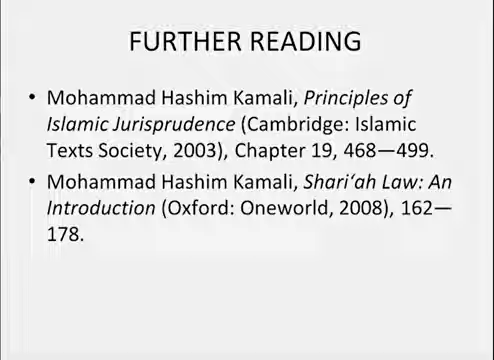 FURTHER READING
• Mohammad Hashim Kamali, Principles of
Islamic Jurisprudence (Cambridge: Islamic
Texts Society, 2003), Chapter 19, 468—499.
• Mohammad Hashim Kamali, Shari‘ah Law: An
Introduction (Oxford: Oneworld, 2008), 162—
178.